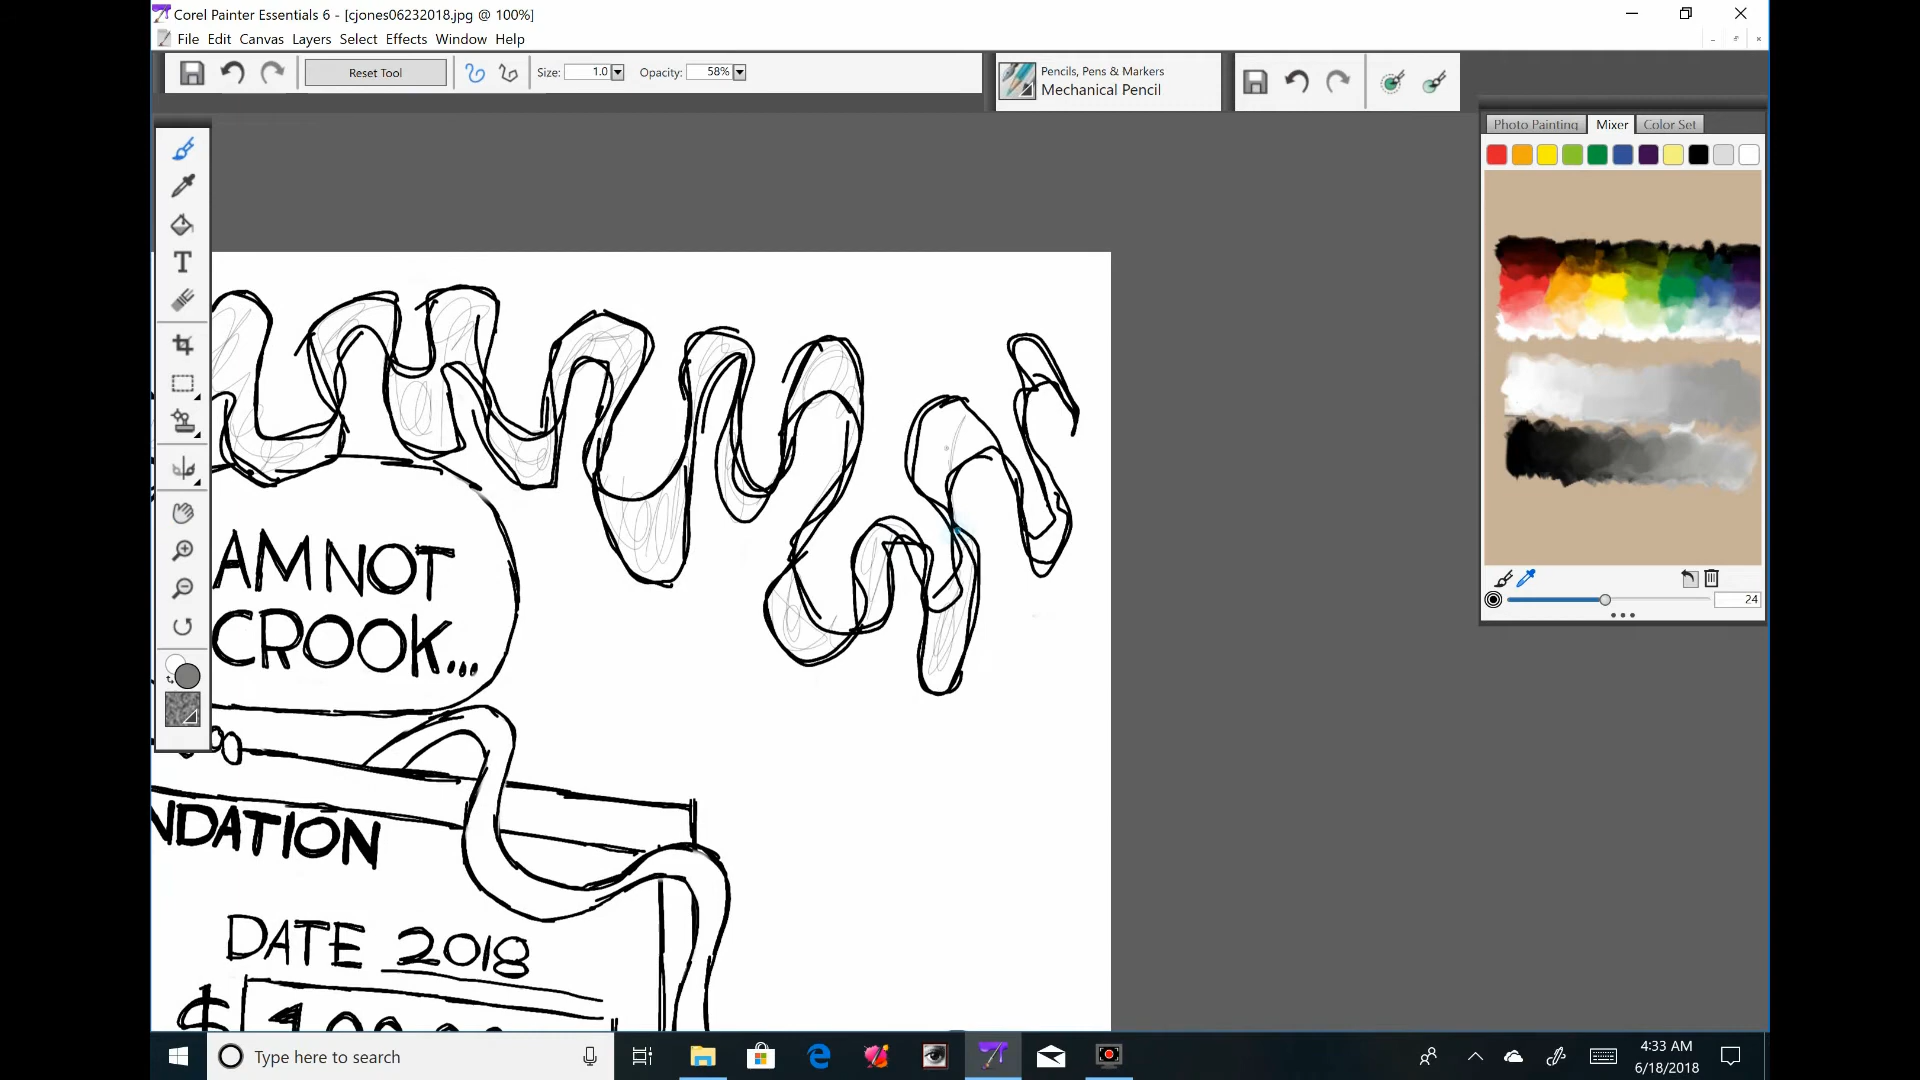 Corel Painter Essentials 6 - [cjones06232018.jpg @ 100%]
File Edit Canvas Layers Select Effects Window Help
Reset Tool
Size: 1.0
Opacity: 58%
Pencils, Pens & Markers
Mechanical Pencil
Photo Painting Mixer Color Set
24
AM NOT
CROOK...
NDATION
DATE 2018
$
Type here to search
4:33 AM
6/18/2018